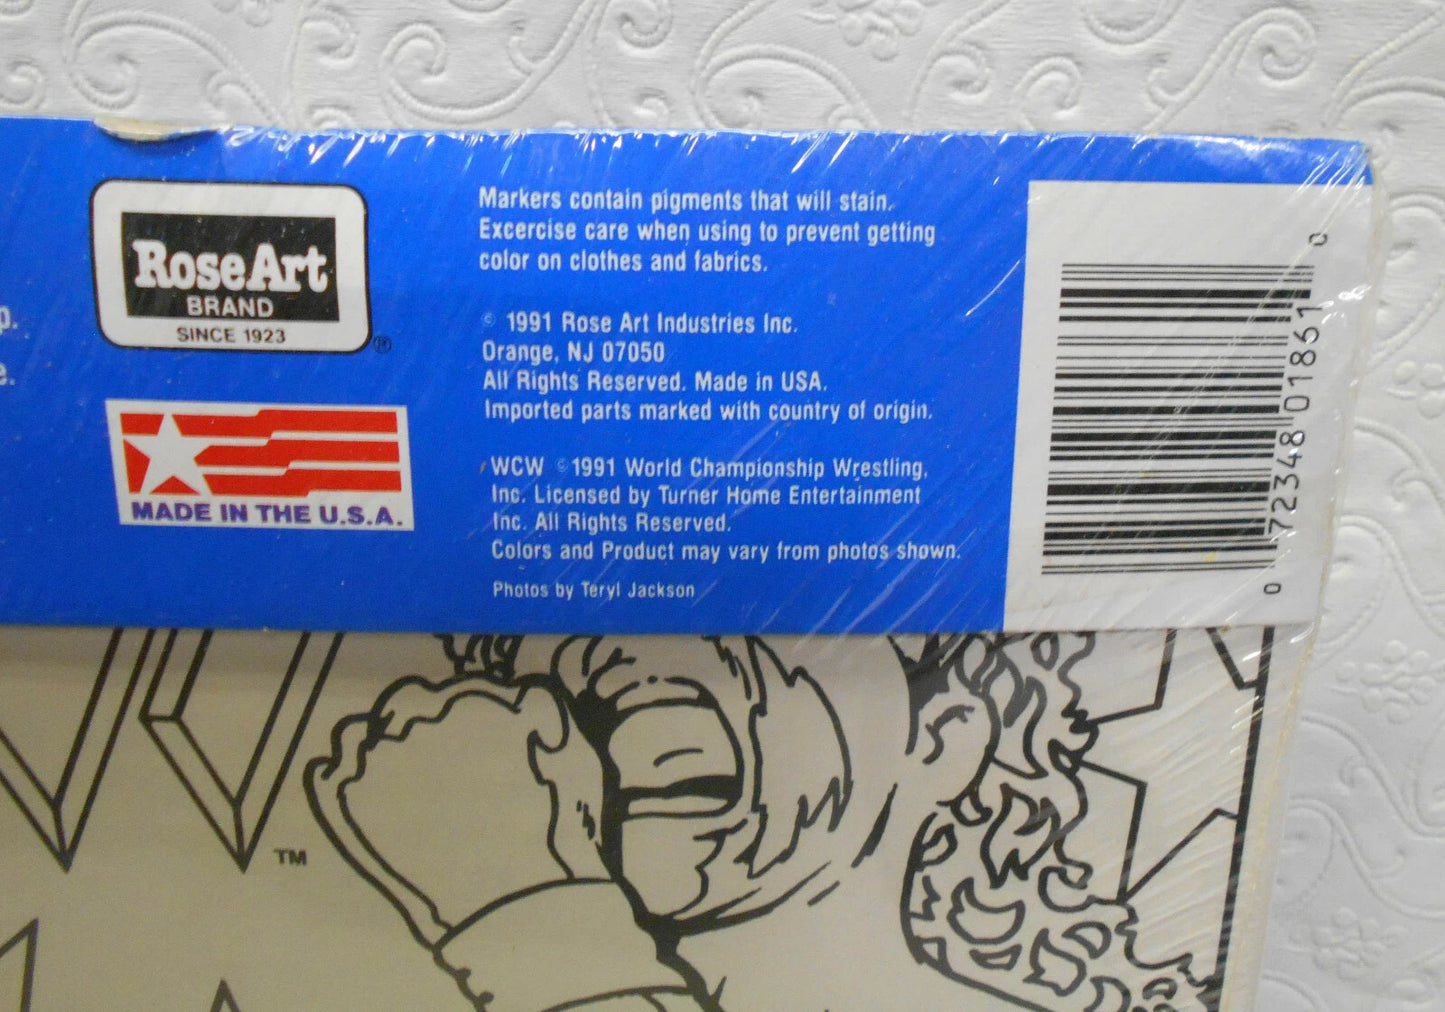 p.
e.
RoseArt
BRAND
SINCE 1923
®
MADE IN THE U.S.A.
Markers contain pigments that will stain.
Excercise care when using to prevent getting
color on clothes and fabrics.
© 1991 Rose Art Industries Inc.
Orange, NJ 07050
All Rights Reserved. Made in USA.
Imported parts marked with country of origin.
WCW © 1991 World Championship Wrestling,
Inc. Licensed by Turner Home Entertainment
Inc. All Rights Reserved.
Colors and Product may vary from photos shown.
Photos by Teryl Jackson
0 72348 01861 0
TM